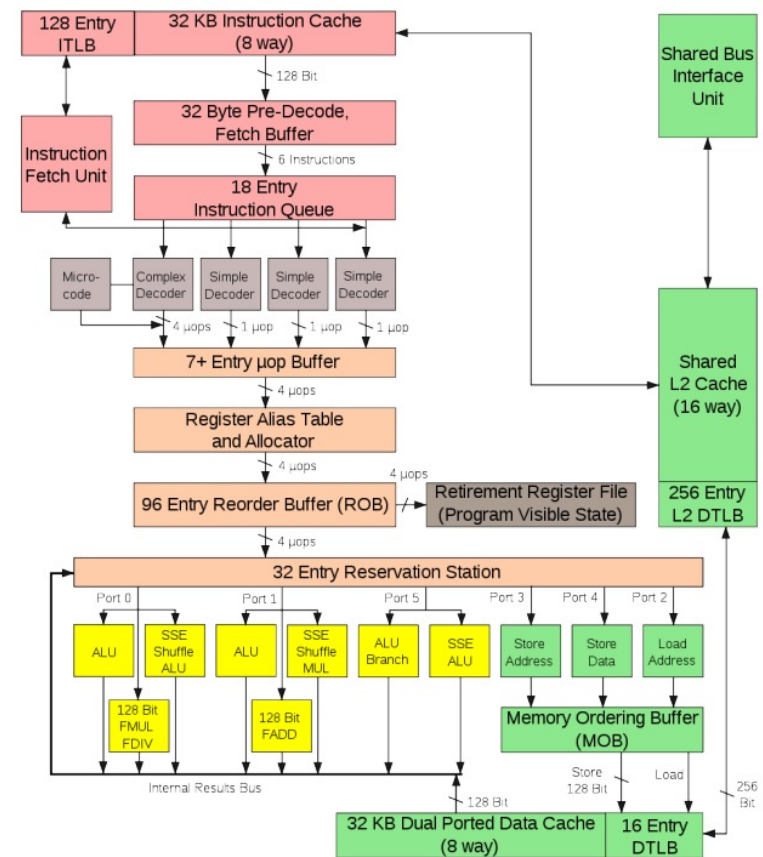 128 Entry
ITLB
32 KB Instruction Cache
(8 way)
128 Bit
Shared Bus
Interface
Unit
32 Byte Pre-Decode,
Fetch Buffer
Instruction
Fetch Unit
6 Instructions
18 Entry
Instruction Queue
Micro-
code
Complex
Decoder
Simple
Decoder
Simple
Decoder
Simple
Decoder
4 µops
1 µop
1 µop
1 µop
Shared
L2 Cache
(16 way)
7+ Entry µop Buffer
4 µops
Register Alias Table
and Allocator
4 µops
4 µops
96 Entry Reorder Buffer (ROB)
Retirement Register File
(Program Visible State)
256 Entry
L2 DTLB
4 µops
32 Entry Reservation Station
Port 0
Port 1
Port 5
Port 3
Port 4
Port 2
ALU
SSE
Shuffle
ALU
ALU
SSE
Shuffle
MUL
ALU
Branch
SSE
ALU
Store
Address
Store
Data
Load
Address
128 Bit
FMUL
FDIV
128 Bit
FADD
Memory Ordering Buffer
(MOB)
Internal Results Bus
Store
128 Bit
Load
128 Bit
256
Bit
32 KB Dual Ported Data Cache
(8 way)
16 Entry
DTLB